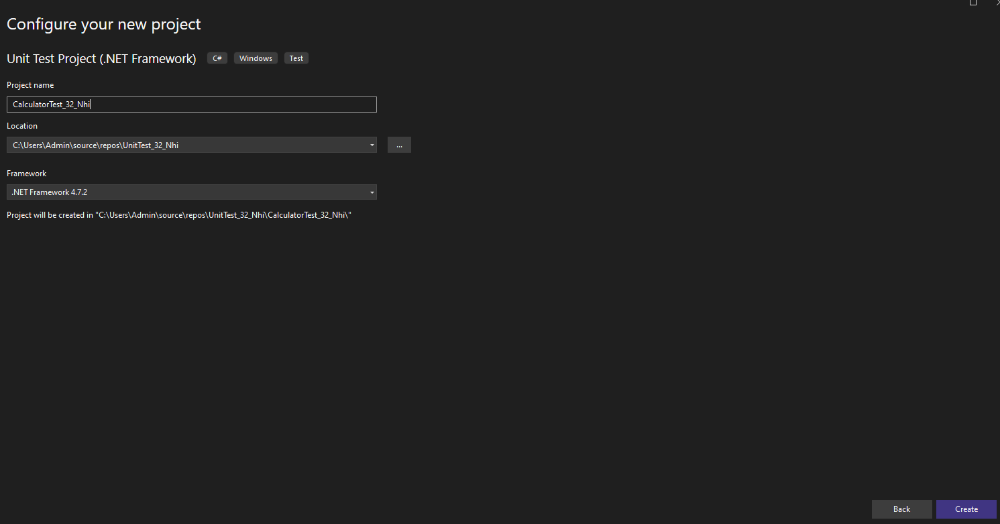 Configure your new project
Unit Test Project (.NET Framework) C# Windows Test
Project name
CalculatorTest_32_Nhi
Location
C:\Users\Admin\source\repos\UnitTest_32_Nhi
...
Framework
.NET Framework 4.7.2
Project will be created in "C:\Users\Admin\source\repos\UnitTest_32_Nhi\CalculatorTest_32_Nhi\"
Back Create